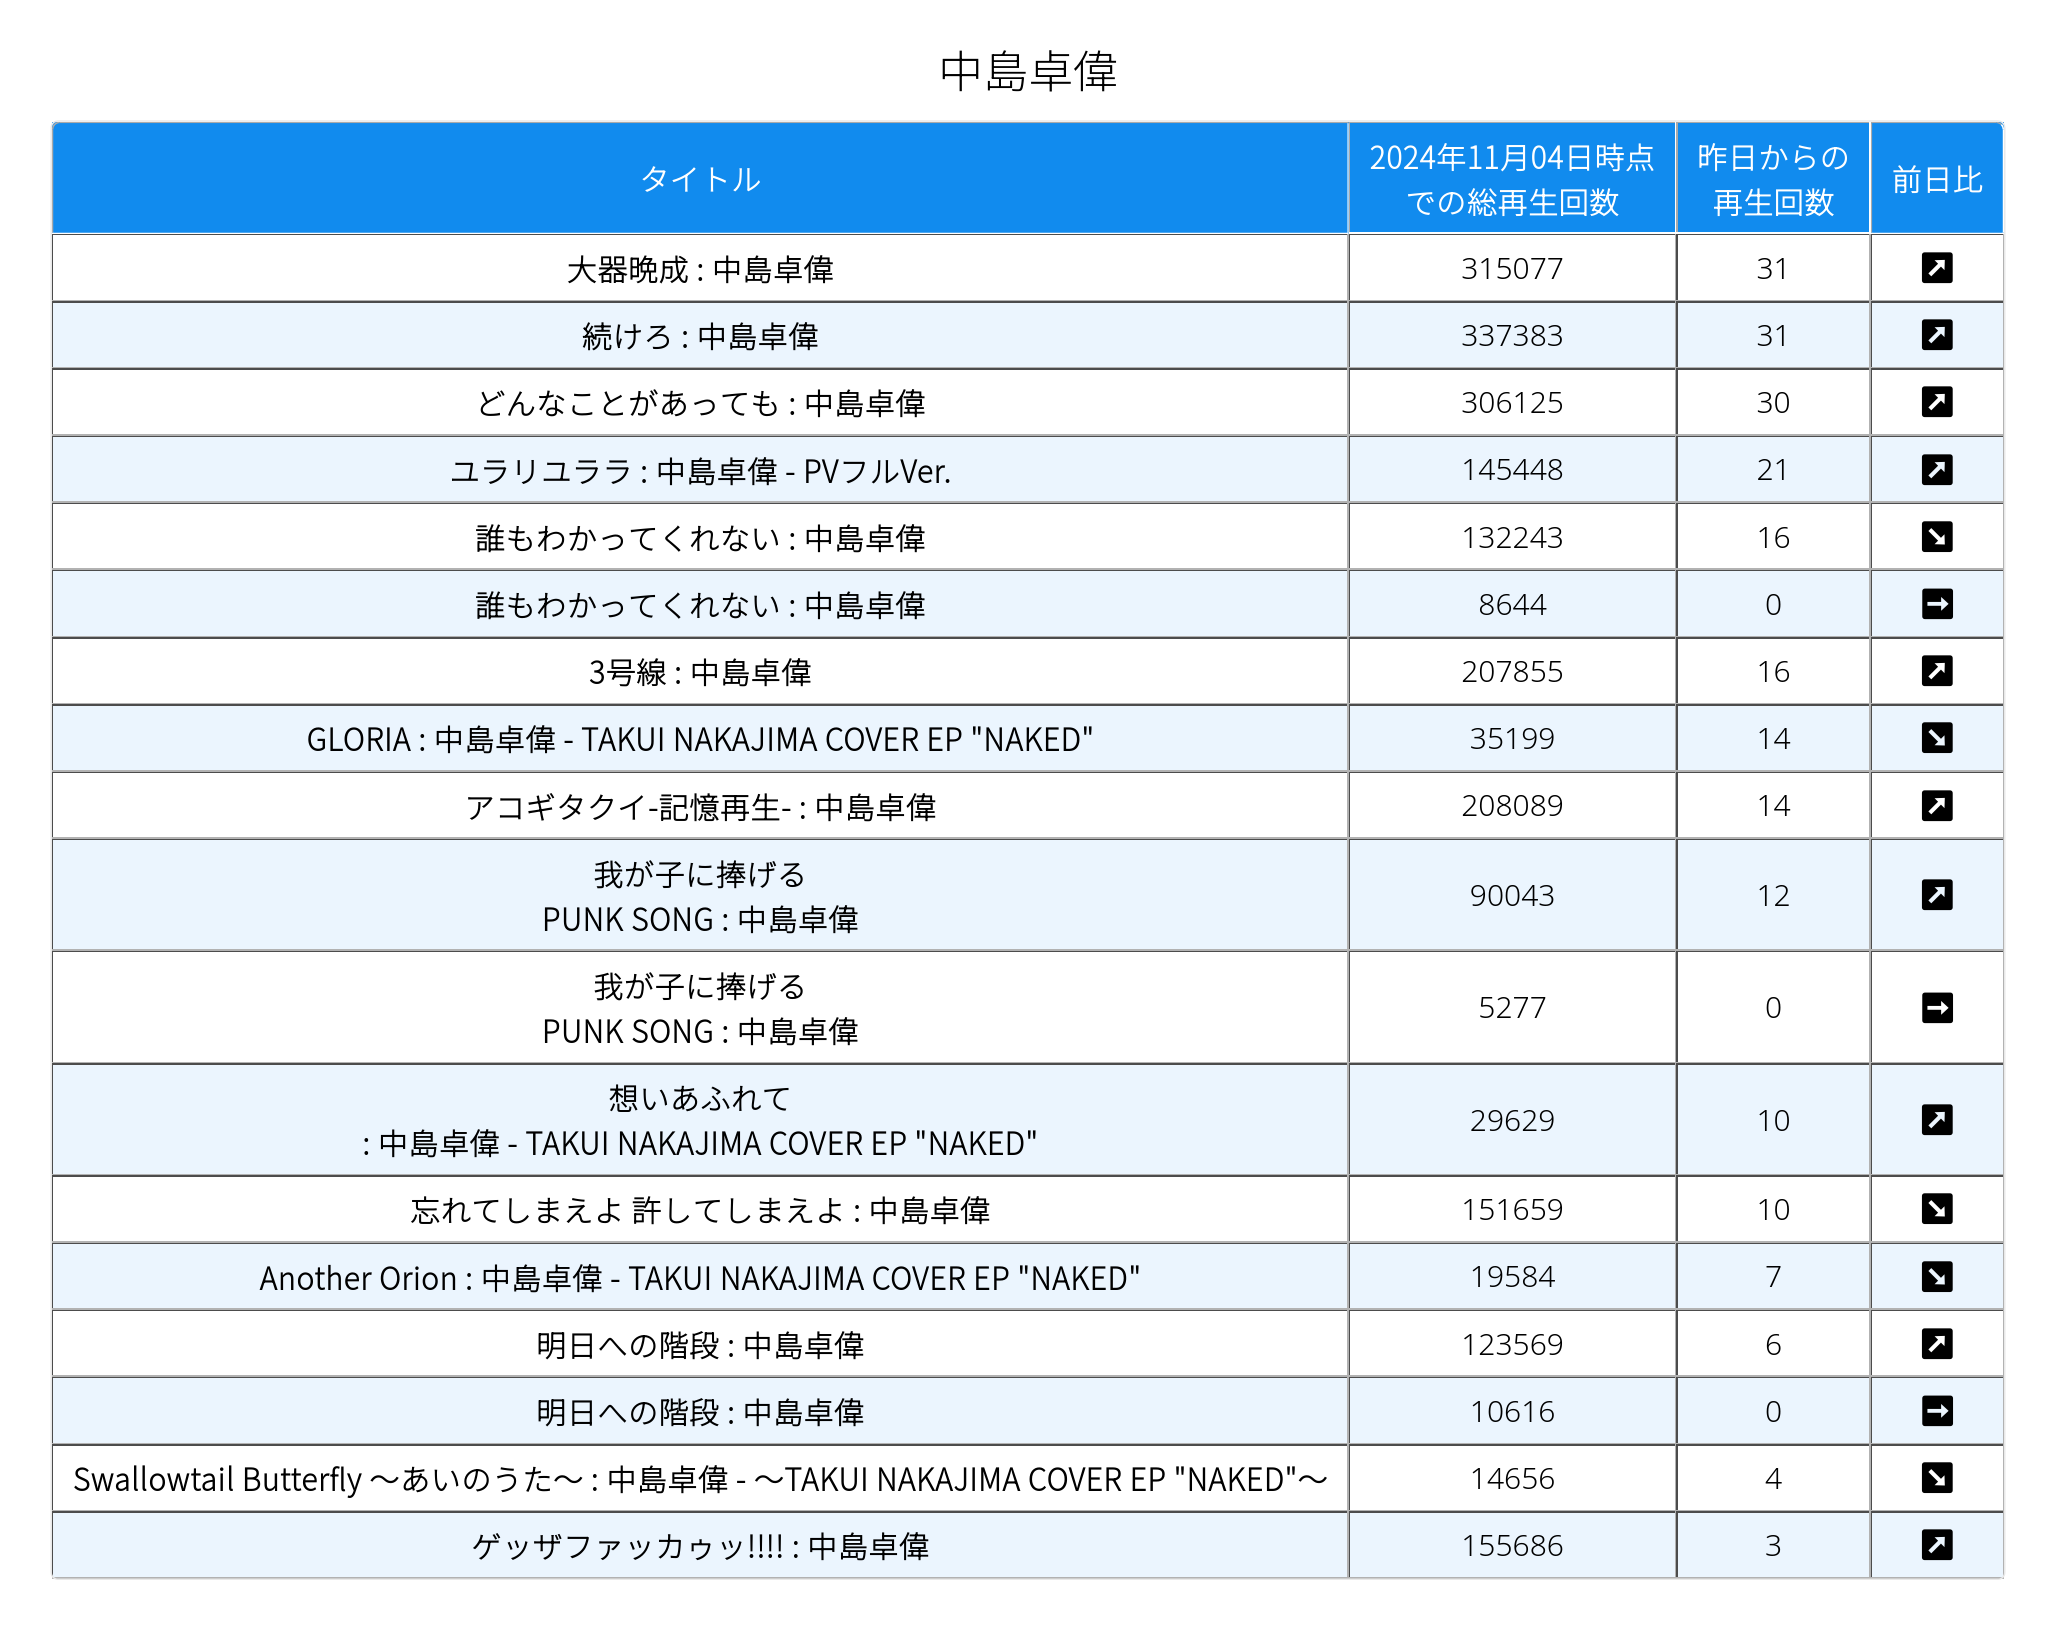 中島卓偉
タイトル
2024年11月04日時点
での総再生回数
昨日からの
再生回数
前日比
大器晩成 : 中島卓偉 315077 31 ↗
続けろ : 中島卓偉 337383 31 ↗
どんなことがあっても : 中島卓偉 306125 30 ↗
ユラリユララ : 中島卓偉 - PVフルVer. 145448 21 ↗
誰もわかってくれない : 中島卓偉 132243 16 ↘
誰もわかってくれない : 中島卓偉 8644 0 →
3号線 : 中島卓偉 207855 16 ↗
GLORIA : 中島卓偉 - TAKUI NAKAJIMA COVER EP "NAKED" 35199 14 ↘
アコギタクイ-記憶再生- : 中島卓偉 208089 14 ↗
我が子に捧げる
PUNK SONG : 中島卓偉 90043 12 ↗
我が子に捧げる
PUNK SONG : 中島卓偉 5277 0 →
想いあふれて
: 中島卓偉 - TAKUI NAKAJIMA COVER EP "NAKED" 29629 10 ↗
忘れてしまえよ 許してしまえよ : 中島卓偉 151659 10 ↘
Another Orion : 中島卓偉 - TAKUI NAKAJIMA COVER EP "NAKED" 19584 7 ↘
明日への階段 : 中島卓偉 123569 6 ↗
明日への階段 : 中島卓偉 10616 0 →
Swallowtail Butterfly 〜あいのうた〜 : 中島卓偉 - 〜TAKUI NAKAJIMA COVER EP "NAKED"〜 14656 4 ↘
ゲッザファッカゥッ!!!! : 中島卓偉 155686 3 ↗